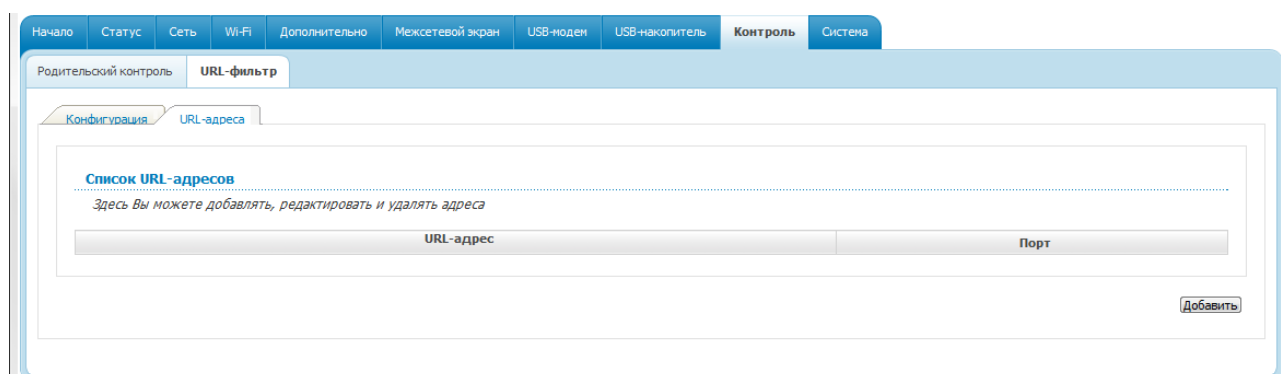 Начало Статус Сеть Wi-Fi Дополнительно Межсетевой экран USB-модем USB-накопитель Контроль Система
Родительский контроль URL-фильтр
Конфигурация URL-адреса
Список URL-адресов
Здесь Вы можете добавлять, редактировать и удалять адреса
URL-адрес Порт
Добавить